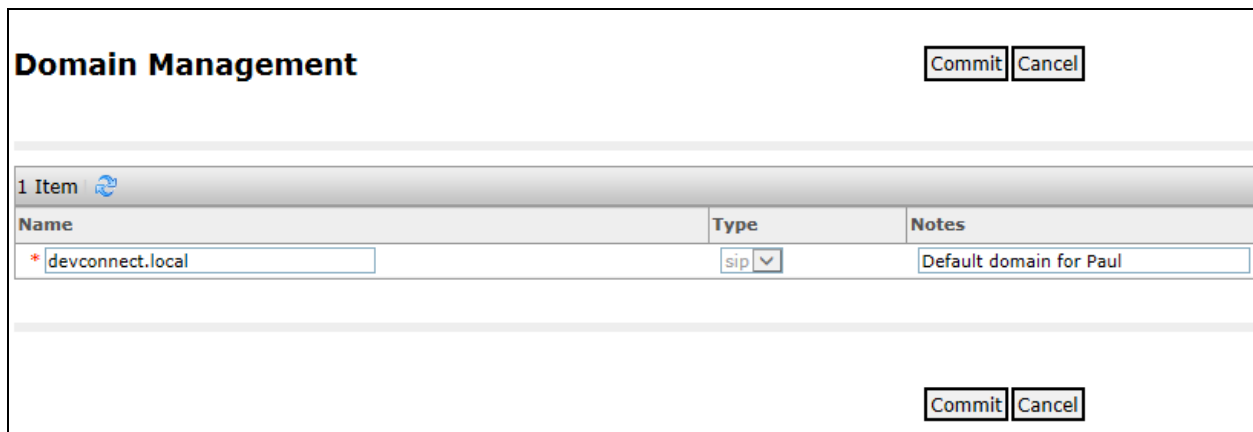 Domain Management
Commit Cancel
1 Item
Name Type Notes
* devconnect.local sip Default domain for Paul
Commit Cancel